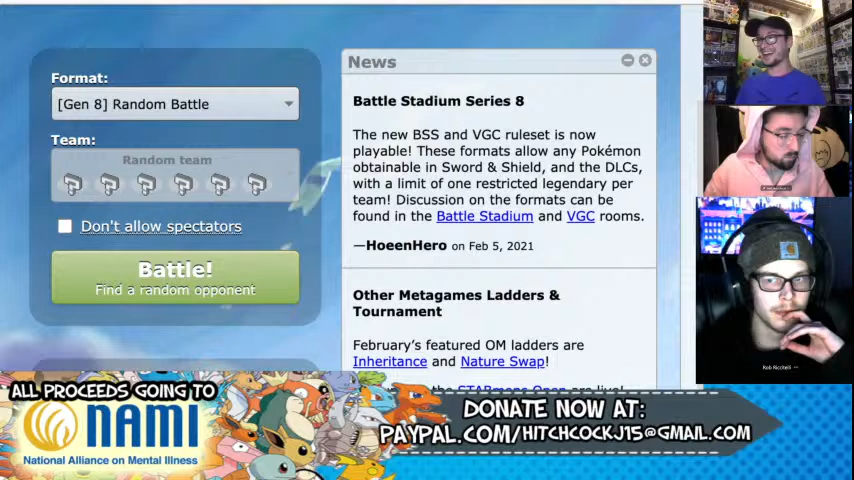 Format:
[Gen 8] Random Battle
Team:
Random team
Don't allow spectators
Battle!
Find a random opponent
News
Battle Stadium Series 8
The new BSS and VGC ruleset is now
playable! These formats allow any Pokémon
obtainable in Sword & Shield, and the DLCs,
with a limit of one restricted legendary per
team! Discussion on the formats can be
found in the Battle Stadium and VGC rooms.
—HoeenHero on Feb 5, 2021
Other Metagames Ladders &
Tournament
February's featured OM ladders are
Inheritance and Nature Swap!
Rob Riccitelli
ALL PROCEEDS GOING TO
NAMI
National Alliance on Mental Illness
DONATE NOW AT:
PAYPAL.COM/HITCHCOCKJ15@GMAIL.COM